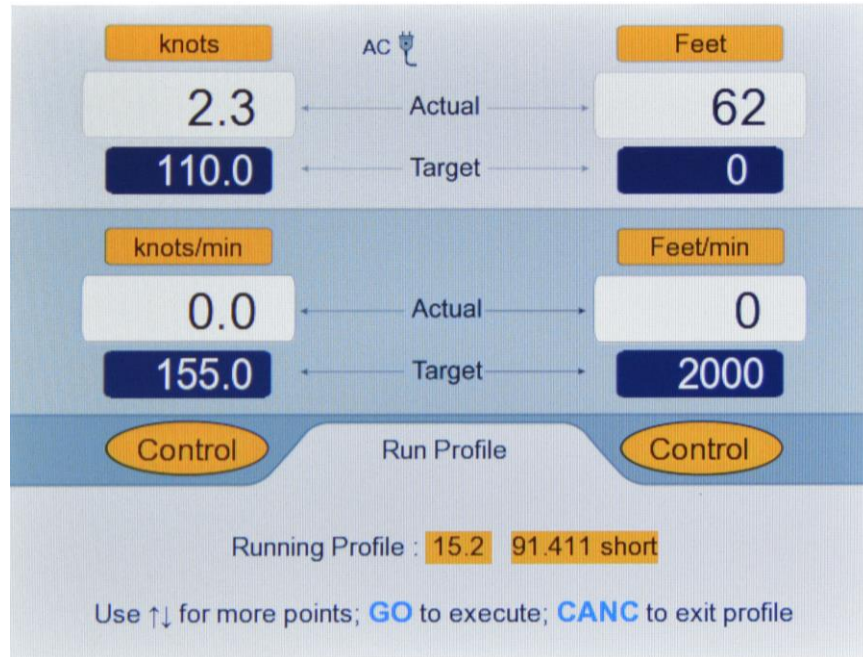 knots AC Feet
2.3 Actual 62
110.0 Target 0
knots/min Feet/min
0.0 Actual 0
155.0 Target 2000
Control Run Profile Control
Running Profile : 15.2 91.411 short
Use ↑↓ for more points; GO to execute; CANC to exit profile